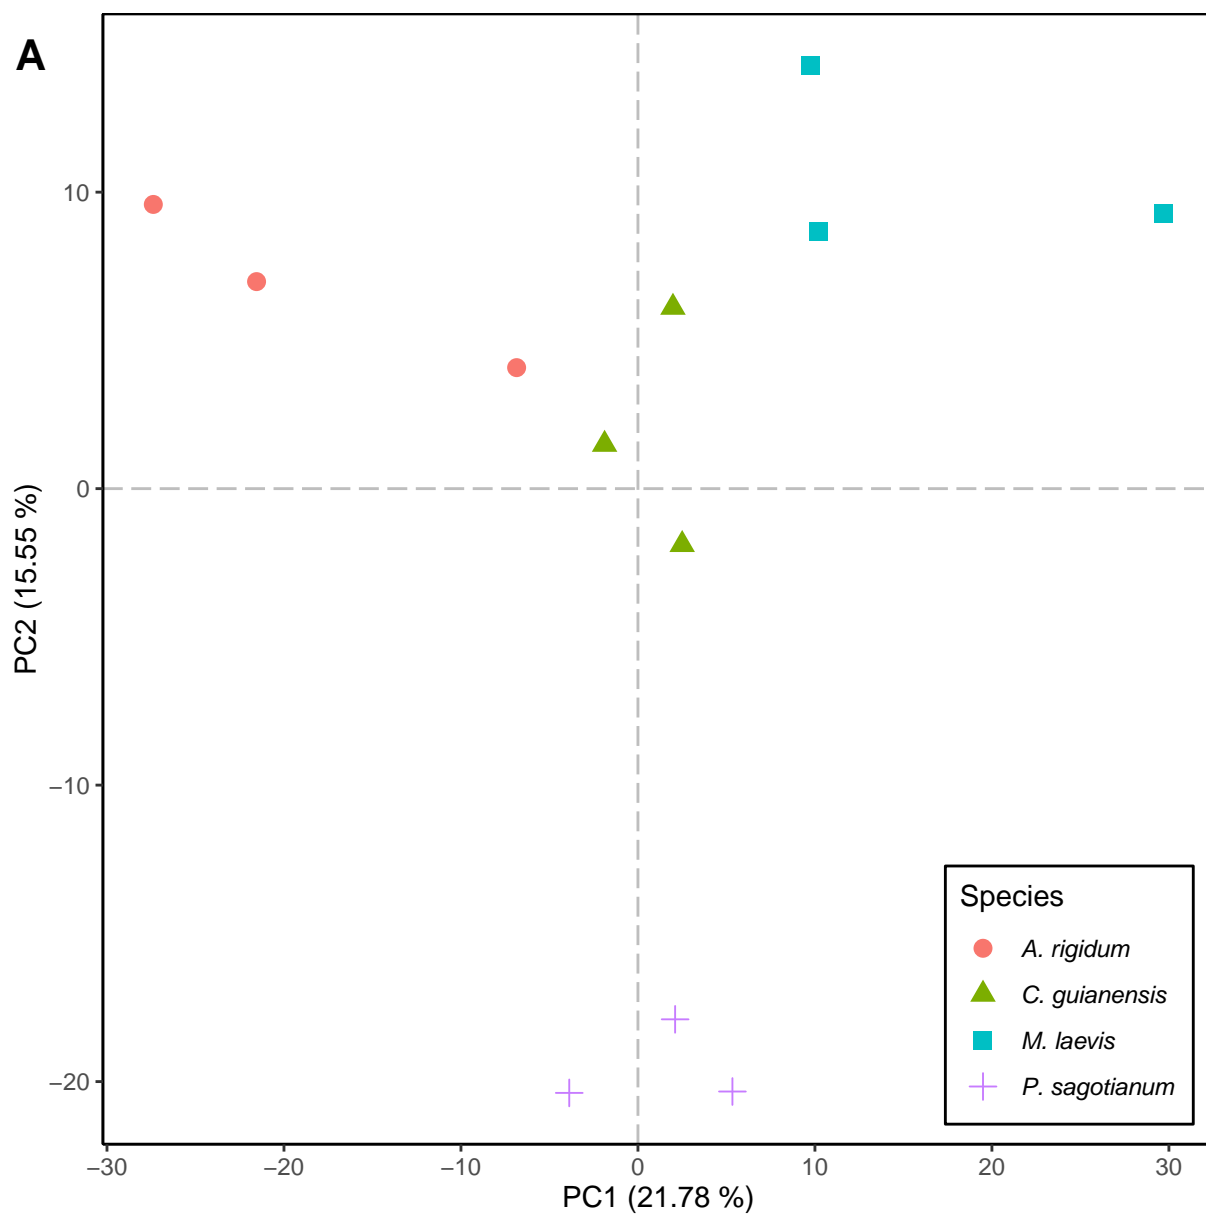 A
10
0
−10
−20
PC2 (15.55 %)
−30
−20
−10
0
10
20
30
PC1 (21.78 %)
Species
A. rigidum
C. guianensis
M. laevis
P. sagotianum